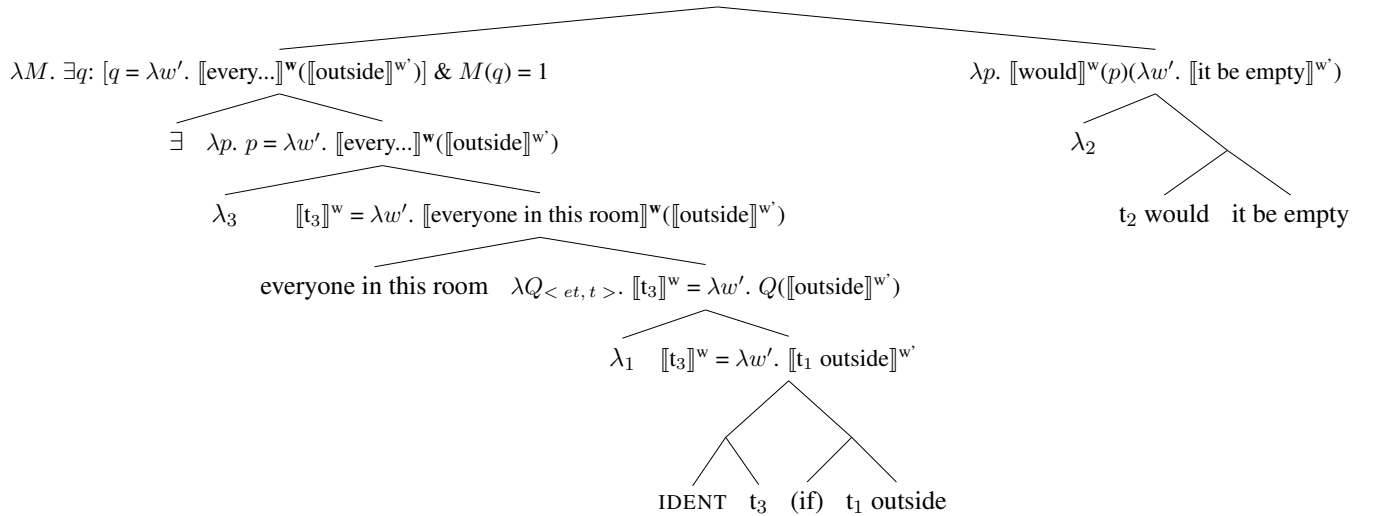 λM. ∃q: [q = λw′. ⟦every...⟧ʷ(⟦outside⟧ʷ')] & M(q) = 1 λp. ⟦would⟧ʷ(p)(λw′. ⟦it be empty⟧ʷ')
∃ λp. p = λw′. ⟦every...⟧ʷ(⟦outside⟧ʷ') λ₂
λ₃ ⟦t₃⟧ʷ = λw′. ⟦everyone in this room⟧ʷ(⟦outside⟧ʷ') t₂ would it be empty
everyone in this room λQ<et,t>. ⟦t₃⟧ʷ = λw′. Q(⟦outside⟧ʷ')
λ₁ ⟦t₃⟧ʷ = λw′. ⟦t₁ outside⟧ʷ'
IDENT t₃ (if) t₁ outside